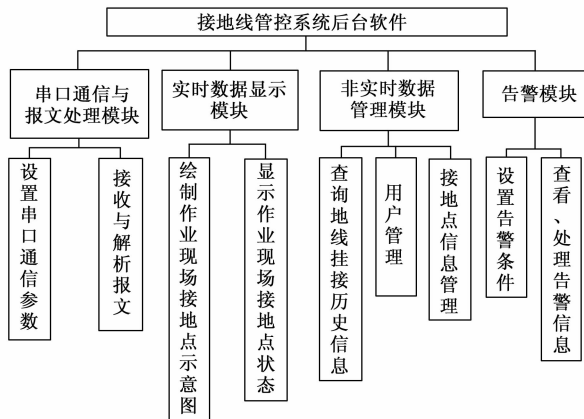 接地线管控系统后台软件
串口通信与
报文处理模块
实时数据显示
模块
非实时数据
管理模块
告警模块
设置串口通信参数
接收与解析报文
绘制作业现场接地点示意图
显示作业现场接地点状态
查询地线挂接历史信息
用户管理
接地点信息管理
设置告警条件
查看、处理告警信息